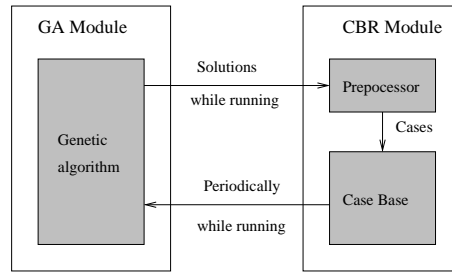 GA Module
CBR Module
Solutions
while running
Prepocessor
Cases
Genetic
algorithm
Periodically
while running
Case Base